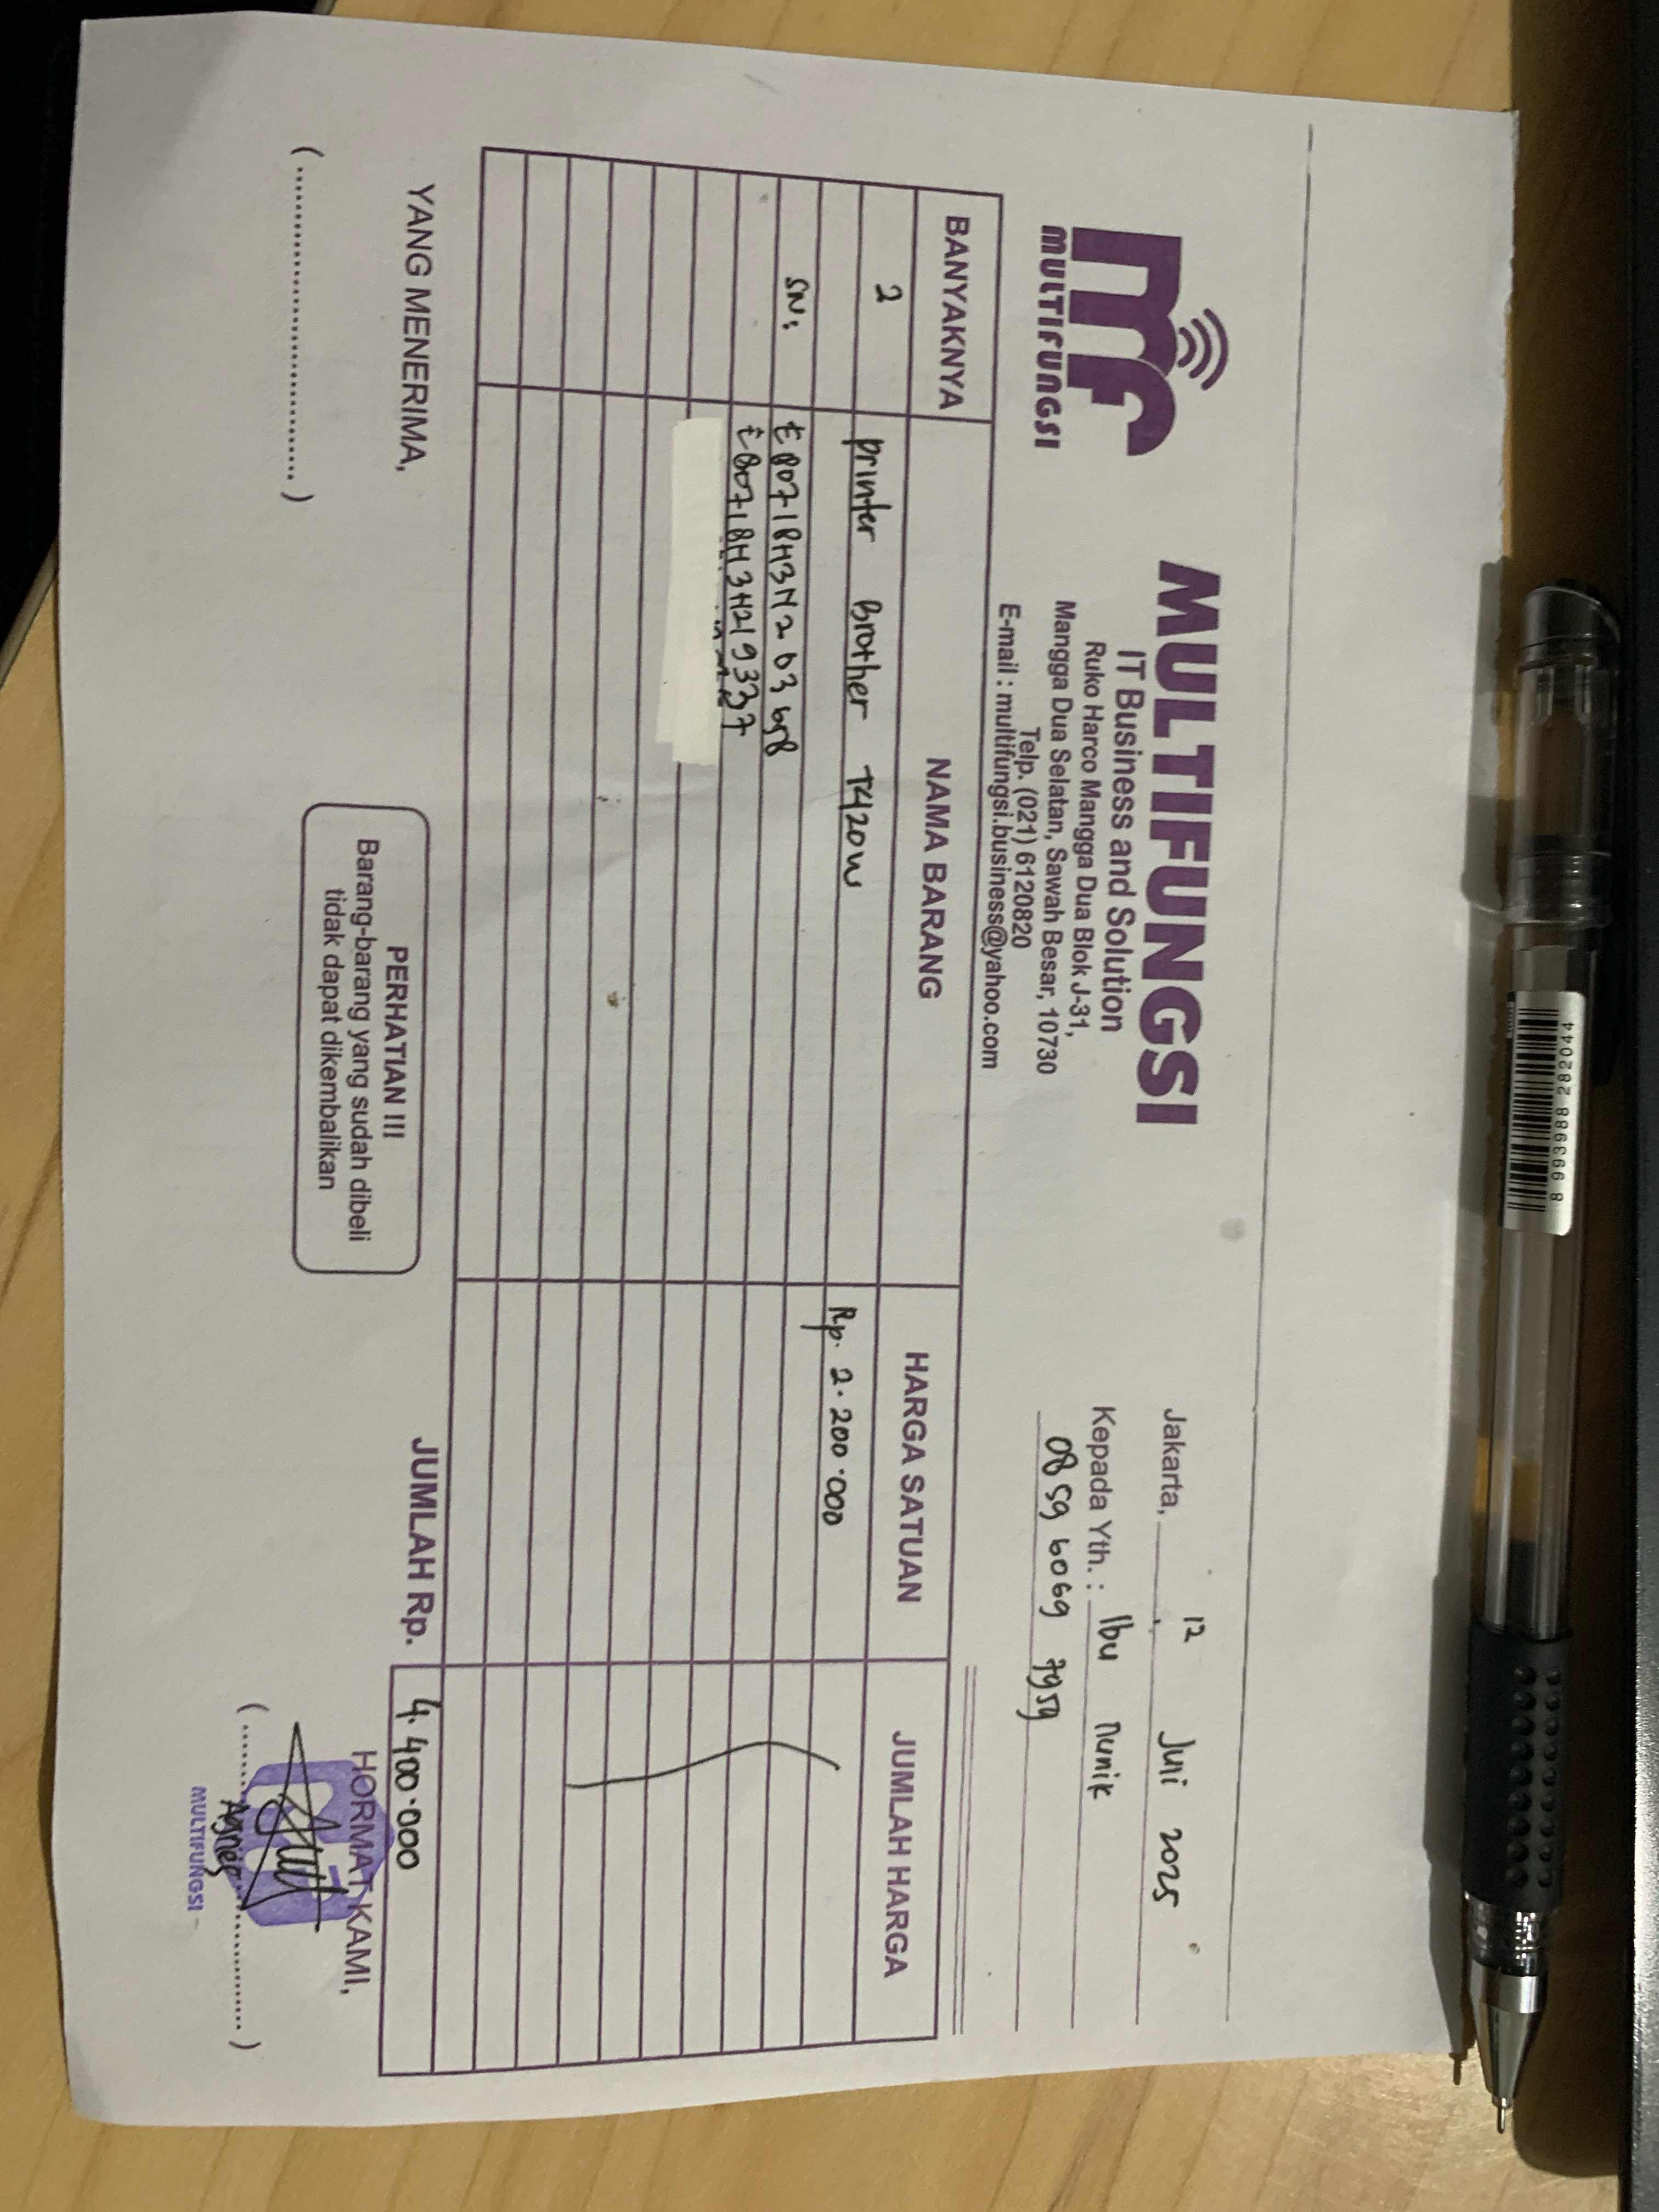 MULTIFUNGSI
MULTIFUNGSI
IT Business and Solution
Ruko Harco Mangga Dua Blok J-31,
Mangga Dua Selatan, Sawah Besar, 10730
Telp. (021) 6120820
E-mail : multifungsi.business@yahoo.com
Jakarta, 12 Juni 2025
Kepada Yth. : Ibu nunik
0859 6069 7959
BANYAKNYA NAMA BARANG HARGA SATUAN JUMLAH HARGA
2 printer Brother T420W Rp. 2.200.000
SN: E80718H3N203658
E80718H3H219337
JUMLAH Rp. 4.400.000
YANG MENERIMA,
(..............................)
PERHATIAN !!!
Barang-barang yang sudah dibeli
tidak dapat dikembalikan
HORMAT KAMI,
(..............................)
Agnes
MULTIFUNGSI
8 993988 282044